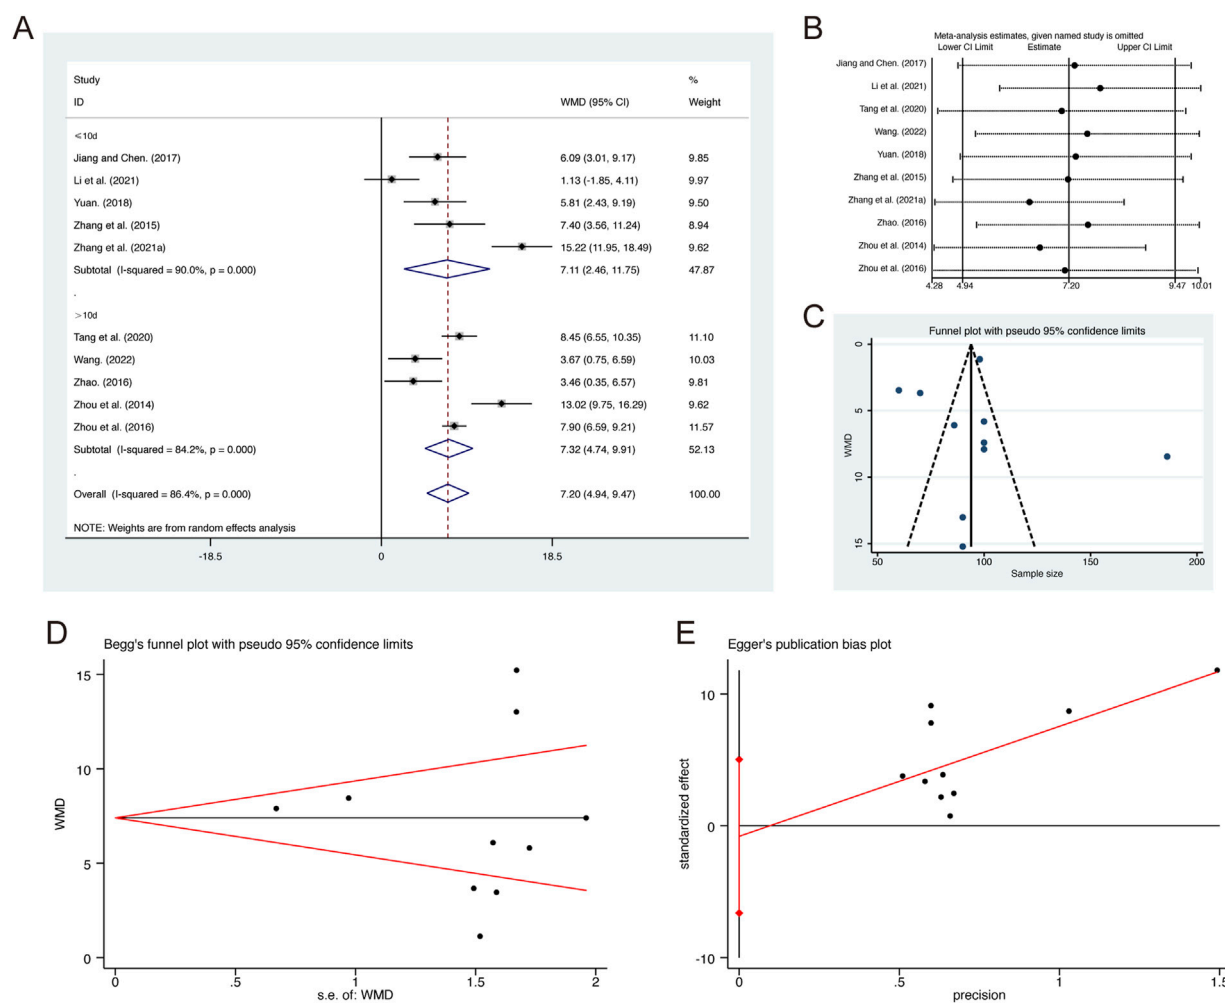 A
Study %
ID WMD (95% CI) Weight
≤10d
Jiang and Chen. (2017) 6.09 (3.01, 9.17) 9.85
Li et al. (2021) 1.13 (-1.85, 4.11) 9.97
Yuan. (2018) 5.81 (2.43, 9.19) 9.50
Zhang et al. (2015) 7.40 (3.56, 11.24) 8.94
Zhang et al. (2021a) 15.22 (11.95, 18.49) 9.62
Subtotal (I-squared = 90.0%, p = 0.000) 7.11 (2.46, 11.75) 47.87
.
>10d
Tang et al. (2020) 8.45 (6.55, 10.35) 11.10
Wang. (2022) 3.67 (0.75, 6.59) 10.03
Zhao. (2016) 3.46 (0.35, 6.57) 9.81
Zhou et al. (2014) 13.02 (9.75, 16.29) 9.62
Zhou et al. (2016) 7.90 (6.59, 9.21) 11.57
Subtotal (I-squared = 84.2%, p = 0.000) 7.32 (4.74, 9.91) 52.13
.
Overall (I-squared = 86.4%, p = 0.000) 7.20 (4.94, 9.47) 100.00
NOTE: Weights are from random effects analysis
-18.5 0 18.5
B
Meta-analysis estimates, given named study is omitted
Lower CI Limit Estimate Upper CI Limit
Jiang and Chen. (2017)
Li et al. (2021)
Tang et al. (2020)
Wang. (2022)
Yuan. (2018)
Zhang et al. (2015)
Zhang et al. (2021a)
Zhao. (2016)
Zhou et al. (2014)
Zhou et al. (2016)
4.28 4.94 7.20 9.47 10.01
C
Funnel plot with pseudo 95% confidence limits
WMD
0
5
10
15
50 100 150 200
Sample size
D
Begg's funnel plot with pseudo 95% confidence limits
WMD
15
10
5
0
0 .5 1 1.5 2
s.e. of: WMD
E
Egger's publication bias plot
standardized effect
10
0
-10
0 .5 1 1.5
precision